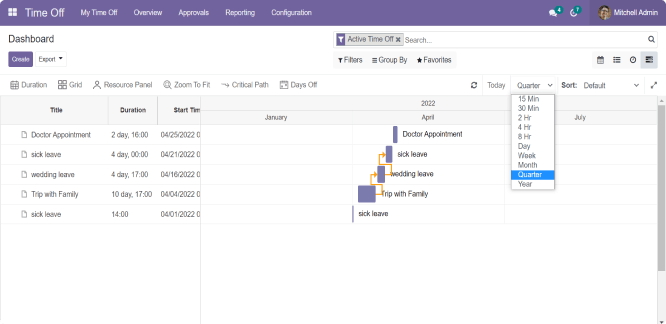 Time Off My Time Off Overview Approvals Reporting Configuration 4 7 Mitchell Admin
Dashboard
Active Time Off ✖ Search...
Create Export Filters Group By Favorites
Duration Grid Resource Panel Zoom To Fit Critical Path Days Off Today Quarter Sort: Default
Title Duration Start Tim 2022
January April July
15 Min
30 Min
2 Hr
4 Hr
8 Hr
Day
Week
Month
Quarter
Year
Doctor Appointment 2 day, 16:00 04/25/2022 0 Doctor Appointment
sick leave 4 day, 00:00 04/21/2022 0 sick leave
wedding leave 4 day, 17:00 04/16/2022 0 wedding leave
Trip with Family 10 day, 17:00 04/04/2022 0 Trip with Family
sick leave 14:00 04/01/2022 0 sick leave